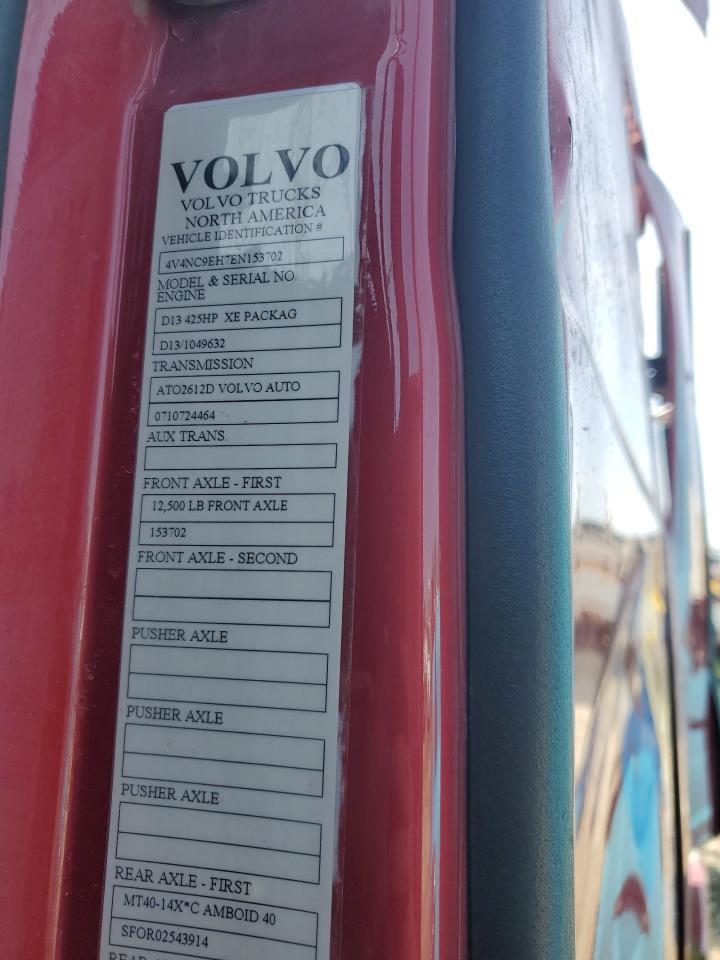 VOLVO
VOLVO TRUCKS
NORTH AMERICA
VEHICLE IDENTIFICATION #
4V4NC9EH7EN153702
MODEL & SERIAL NO.
ENGINE
D13 425HP XE PACKAG
D13/1049632
TRANSMISSION
ATO2612D VOLVO AUTO
0710724464
AUX TRANS.
FRONT AXLE - FIRST
12,500 LB FRONT AXLE
153702
FRONT AXLE - SECOND
PUSHER AXLE
PUSHER AXLE
PUSHER AXLE
REAR AXLE - FIRST
MT40-14X*C AMBOID 40
SFOR02543914